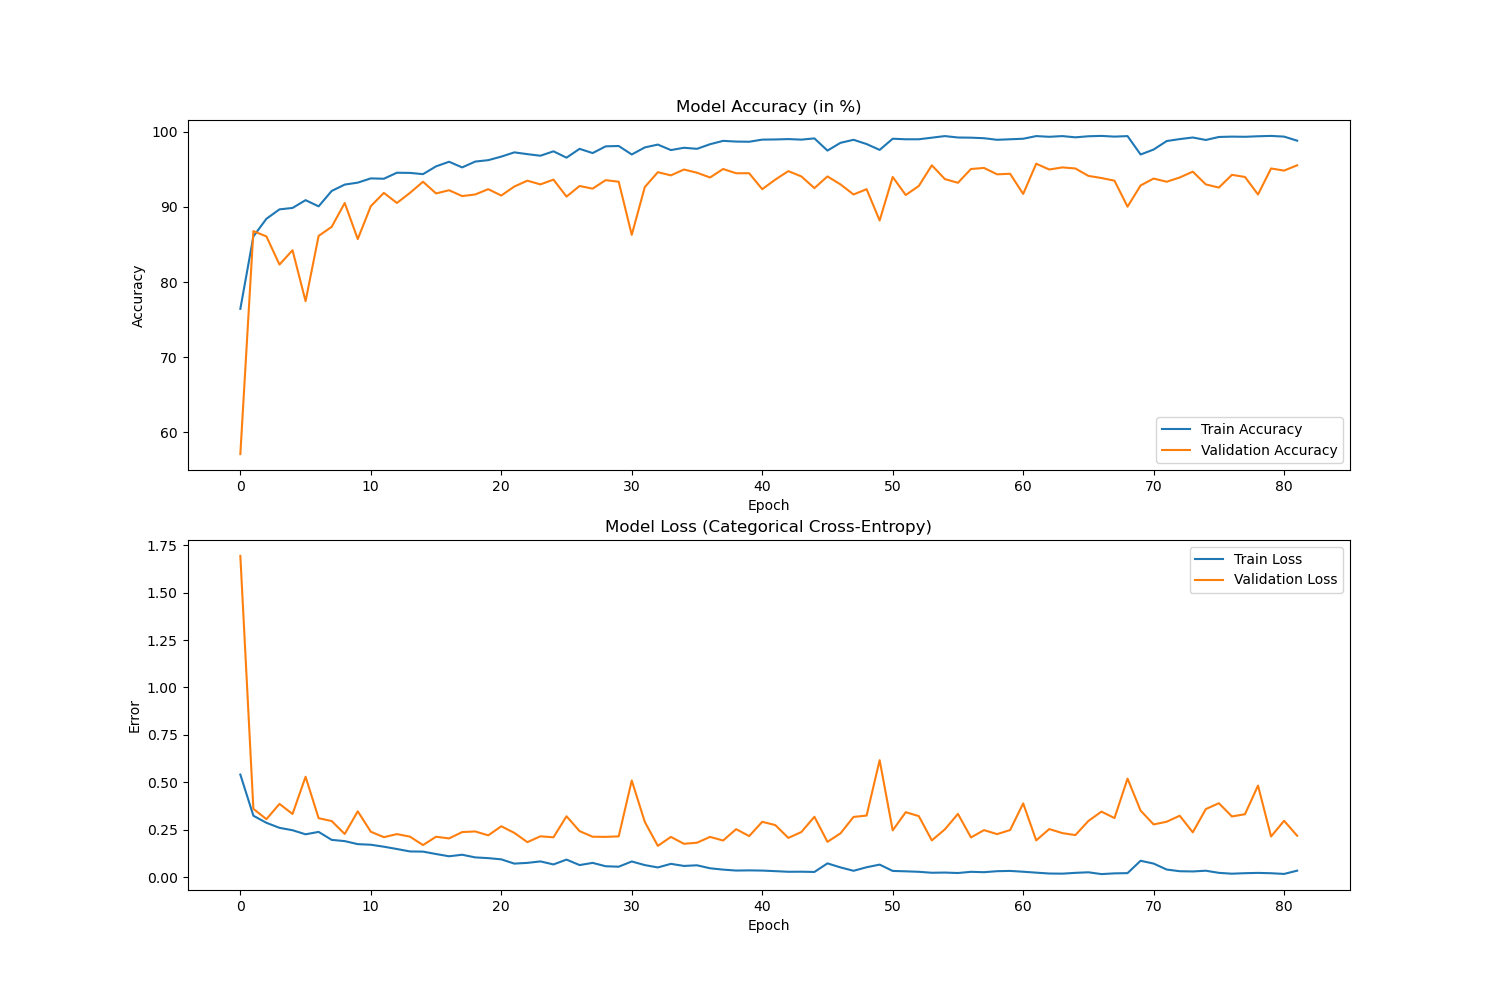 Model Accuracy (in %)
100
90
80
70
60
Accuracy
Train Accuracy
Validation Accuracy
0 10 20 30 40 50 60 70 80
Epoch
Model Loss (Categorical Cross-Entropy)
1.75
1.50
1.25
1.00
0.75
0.50
0.25
0.00
Error
Train Loss
Validation Loss
0 10 20 30 40 50 60 70 80
Epoch